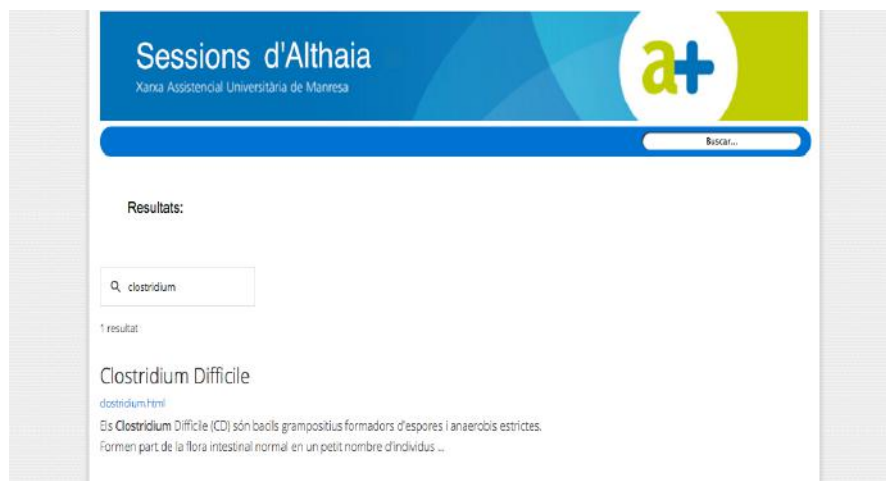 Sessions d'Althaia
Xarxa Assistencial Universitària de Manresa
a+
Buscar...
Resultats:
clostridium
1 resultat
Clostridium Difficile
clostridium.html
Els Clostridium Difficile (CD) són bacils grampositius formadors d'espores i anaerobis estrictes.
Formen part de la flora intestinal normal en un petit nombre d'individus ...